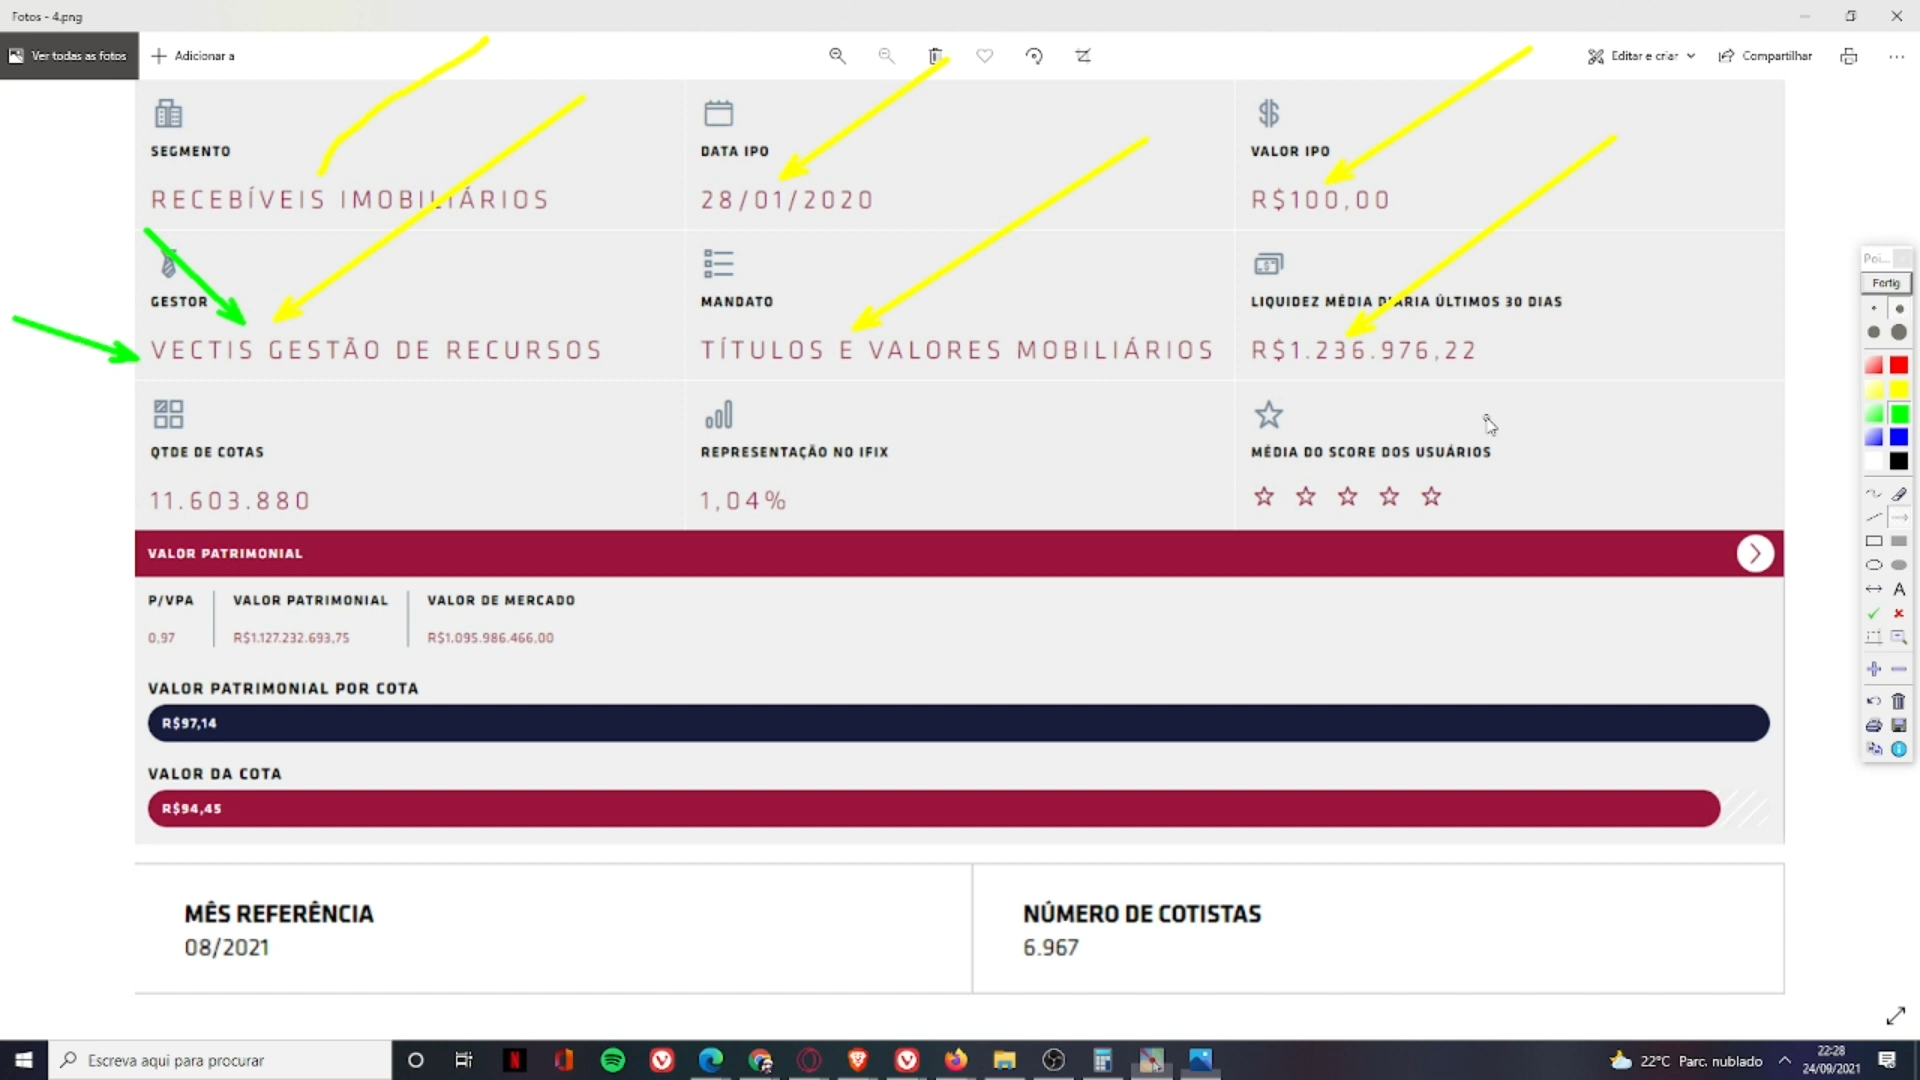 Fotos - 4.png
Ver todas as fotos
Adicionar a
Editar e criar
Compartilhar
SEGMENTO
RECEBÍVEIS IMOBILIÁRIOS
DATA IPO
28/01/2020
VALOR IPO
R$100,00
GESTOR
VECTIS GESTÃO DE RECURSOS
MANDATO
TÍTULOS E VALORES MOBILIÁRIOS
LIQUIDEZ MÉDIA DIÁRIA ÚLTIMOS 30 DIAS
R$1.236.976,22
QTDE DE COTAS
11.603.880
REPRESENTAÇÃO NO IFIX
1,04%
MÉDIA DO SCORE DOS USUÁRIOS
VALOR PATRIMONIAL
P/VPA
0,97
VALOR PATRIMONIAL
R$1.127.232.693,75
VALOR DE MERCADO
R$1.095.986.466,00
VALOR PATRIMONIAL POR COTA
R$97,14
VALOR DA COTA
R$94,45
MÊS REFERÊNCIA
08/2021
NÚMERO DE COTISTAS
6.967
Poi...
Fertig
A
Escreva aqui para procurar
22°C Parc. nublado
22:28
24/09/2021